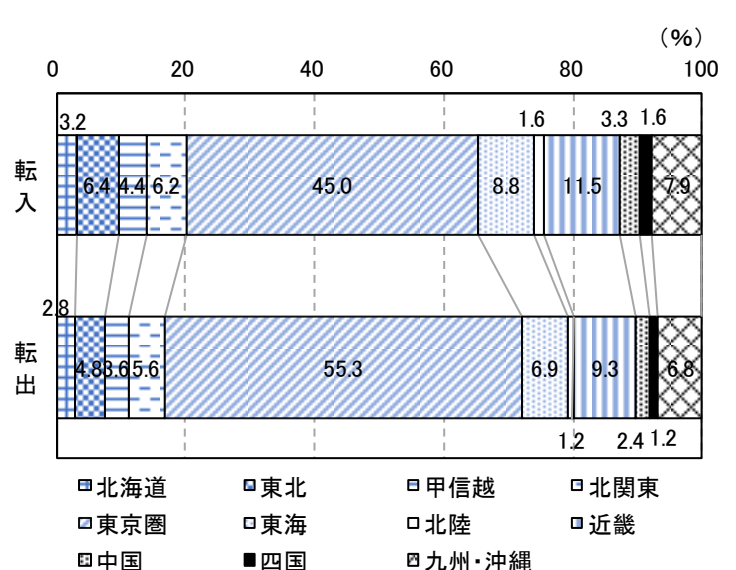 （%）
0 20 40 60 80 100
3.2 1.6 3.3 1.6
転入
6.4 4.4 6.2 45.0 8.8 11.5 7.9
2.8
転出
4.8 3.6 5.6 55.3 6.9 9.3 6.8
1.2 2.4 1.2
北海道 東北 甲信越 北関東
東京圏 東海 北陸 近畿
中国 四国 九州・沖縄